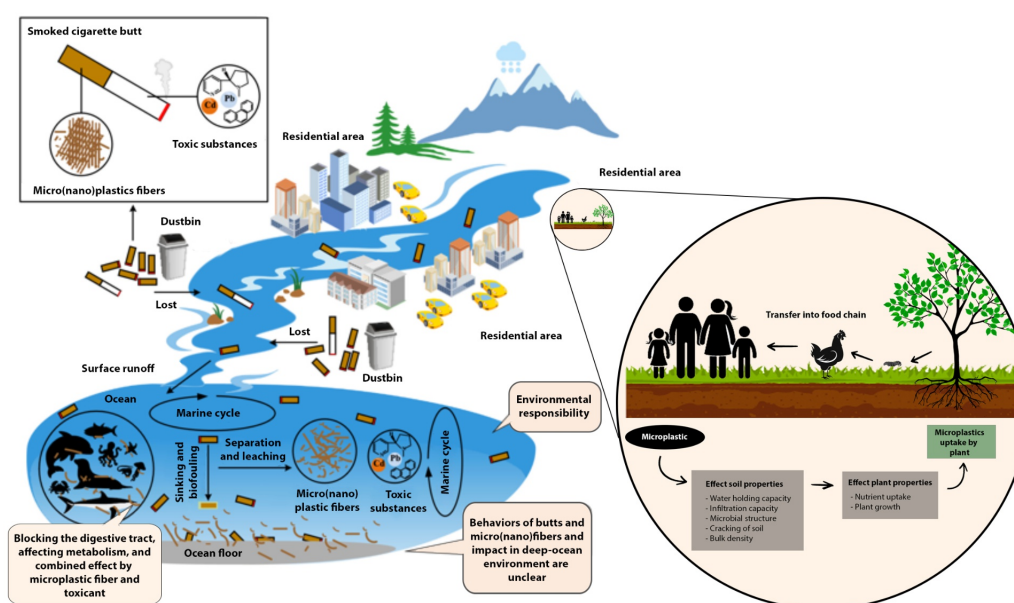 Smoked cigarette butt
Cd
Pb
Toxic substances
Micro(nano)plastics fibers
Residential area
Residential area
Dustbin
Lost
Lost
Residential area
Dustbin
Surface runoff
Ocean
Marine cycle
Environmental
responsibility
Sinking and
biofouling
Separation
and leaching
Cd
Pb
Marine cycle
Micro(nano)
plastic fibers
Toxic
substances
Ocean floor
Blocking the digestive tract,
affecting metabolism, and
combined effect by
microplastic fiber and
toxicant
Behaviors of butts and
micro(nano)fibers and
impact in deep-ocean
environment are
unclear
Transfer into food chain
Microplastic
Microplastics
uptake by
plant
Effect soil properties
- Water holding capacity
- Infiltration capacity
- Microbial structure
- Cracking of soil
- Bulk density
Effect plant properties
- Nutrient uptake
- Plant growth